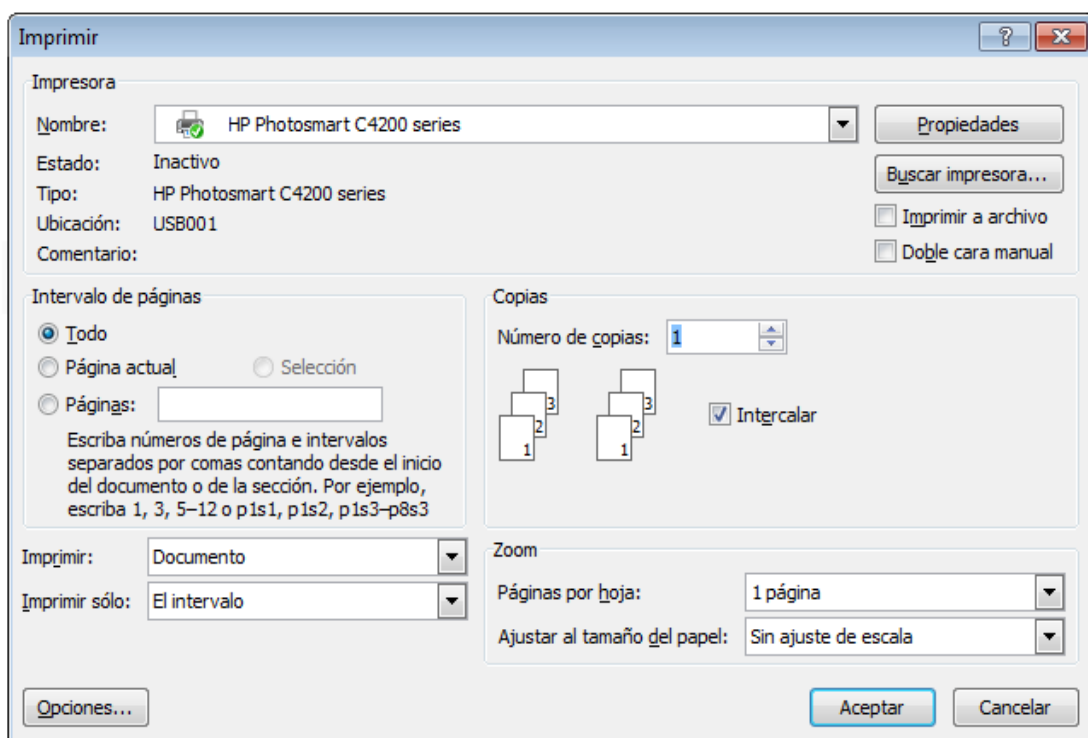 Imprimir
Impresora
Nombre: HP Photosmart C4200 series Propiedades
Estado: Inactivo
Buscar impresora...
Tipo: HP Photosmart C4200 series
Ubicación: USB001
Imprimir a archivo
Comentario:
Doble cara manual
Intervalo de páginas
Todo
Página actual Selección
Páginas:
Escriba números de página e intervalos
separados por comas contando desde el inicio
del documento o de la sección. Por ejemplo,
escriba 1, 3, 5–12 o p1s1, p1s2, p1s3–p8s3
Copias
Número de copias: 1
3 3
2 2
1 1
Intercalar
Imprimir: Documento
Imprimir sólo: El intervalo
Zoom
Páginas por hoja: 1 página
Ajustar al tamaño del papel: Sin ajuste de escala
Opciones... Aceptar Cancelar